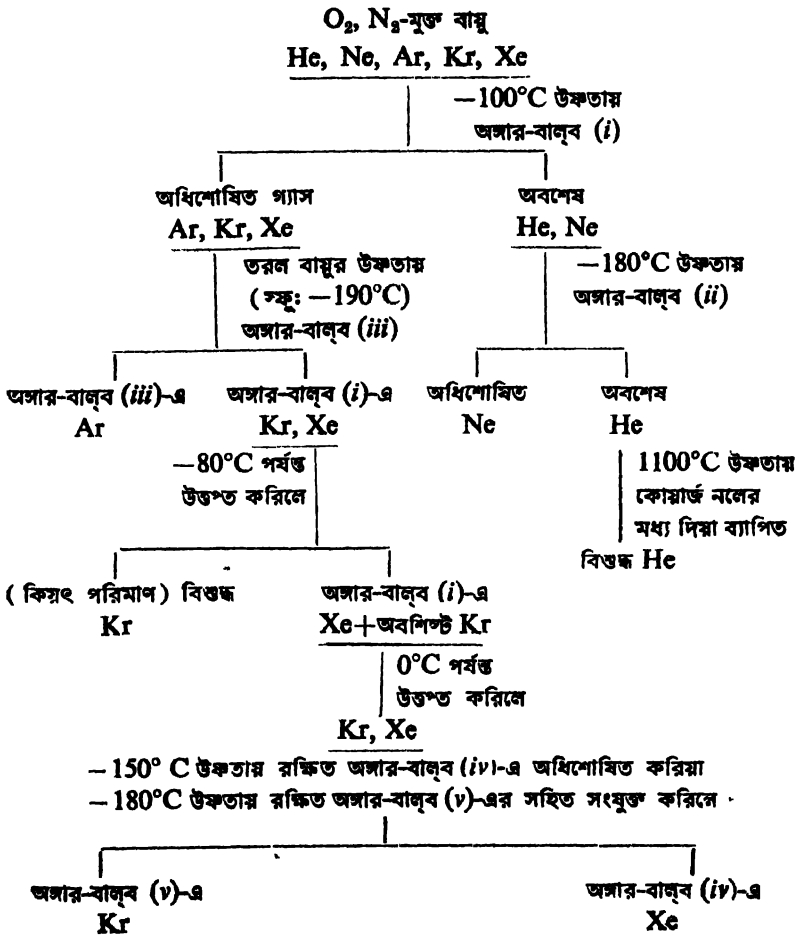 O₂, N₂-মুক্ত বায়ু
He, Ne, Ar, Kr, Xe
—100°C উষ্ণতায়
অঙ্গার-বাল্‌ব (i)
অধিশোষিত গ্যাস
Ar, Kr, Xe
অবশেষ
He, Ne
তরল বায়ুর উষ্ণতায়
(স্ফূঃ —190°C)
অঙ্গার-বাল্‌ব (iii)
—180°C উষ্ণতায়
অঙ্গার-বাল্‌ব (ii)
অঙ্গার-বাল্‌ব (iii)-এ
Ar
অঙ্গার-বাল্‌ব (i)-এ
Kr, Xe
অধিশোষিত
Ne
অবশেষ
He
—80°C পর্যন্ত
উত্তপ্ত করিলে
1100°C উষ্ণতায়
কোয়ার্জ নলের
মধ্য দিয়া ব্যাপিত
বিশুদ্ধ He
(কিয়ৎ পরিমাণ) বিশুদ্ধ
Kr
অঙ্গার-বাল্‌ব (i)-এ
Xe+অবশিষ্ট Kr
0°C পর্যন্ত
উত্তপ্ত করিলে
Kr, Xe
—150° C উষ্ণতায় রক্ষিত অঙ্গার-বাল্‌ব (iv)-এ অধিশোষিত করিয়া
—180°C উষ্ণতায় রক্ষিত অঙ্গার-বাল্‌ব (v)-এর সহিত সংযুক্ত করিলে
অঙ্গার-বাল্‌ব (v)-এ
Kr
অঙ্গার-বাল্‌ব (iv)-এ
Xe